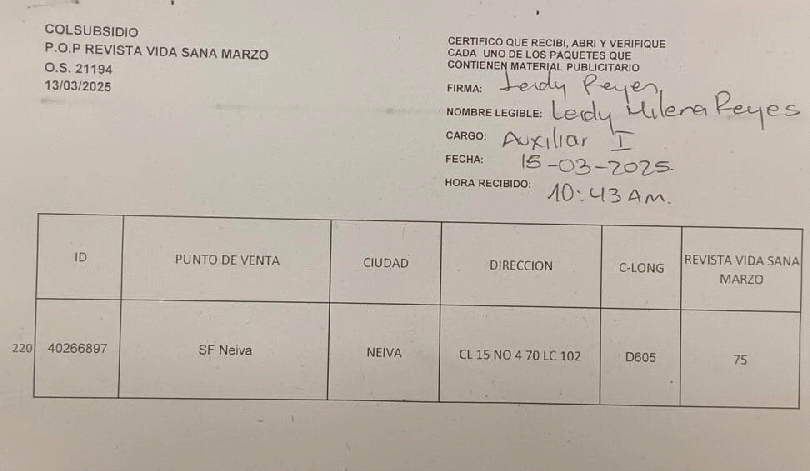 COLSUBSIDIO
P.O.P REVISTA VIDA SANA MARZO
O.S. 21194
13/03/2025
CERTIFICO QUE RECIBI, ABRI Y VERIFIQUE
CADA UNO DE LOS PAQUETES QUE
CONTIENEN MATERIAL PUBLICITARIO
FIRMA: Leidy Reyes
NOMBRE LEGIBLE: Leidy Milena Reyes
CARGO: Auxiliar I
FECHA: 15-03-2025
HORA RECIBIDO: 10:43 AM.
ID PUNTO DE VENTA CIUDAD DIRECCION C-LONG REVISTA VIDA SANA
MARZO
220 40266897 SF Neiva NEIVA CL 15 NO 4 70 LC 102 D605 75